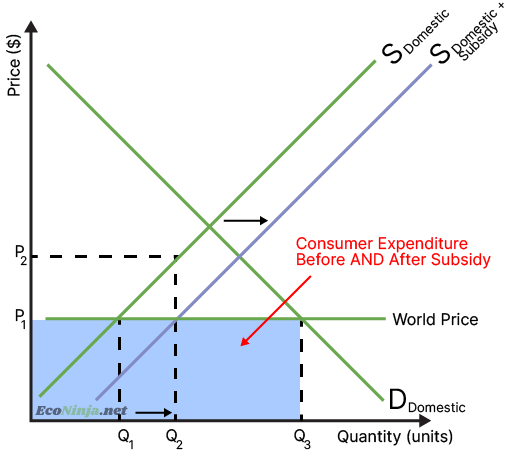 Price ($)
S Domestic
S Domestic +
Subsidy
P2
Consumer Expenditure
Before AND After Subsidy
P1
World Price
D Domestic
EcoNinja.net
Q1
Q2
Q3
Quantity (units)